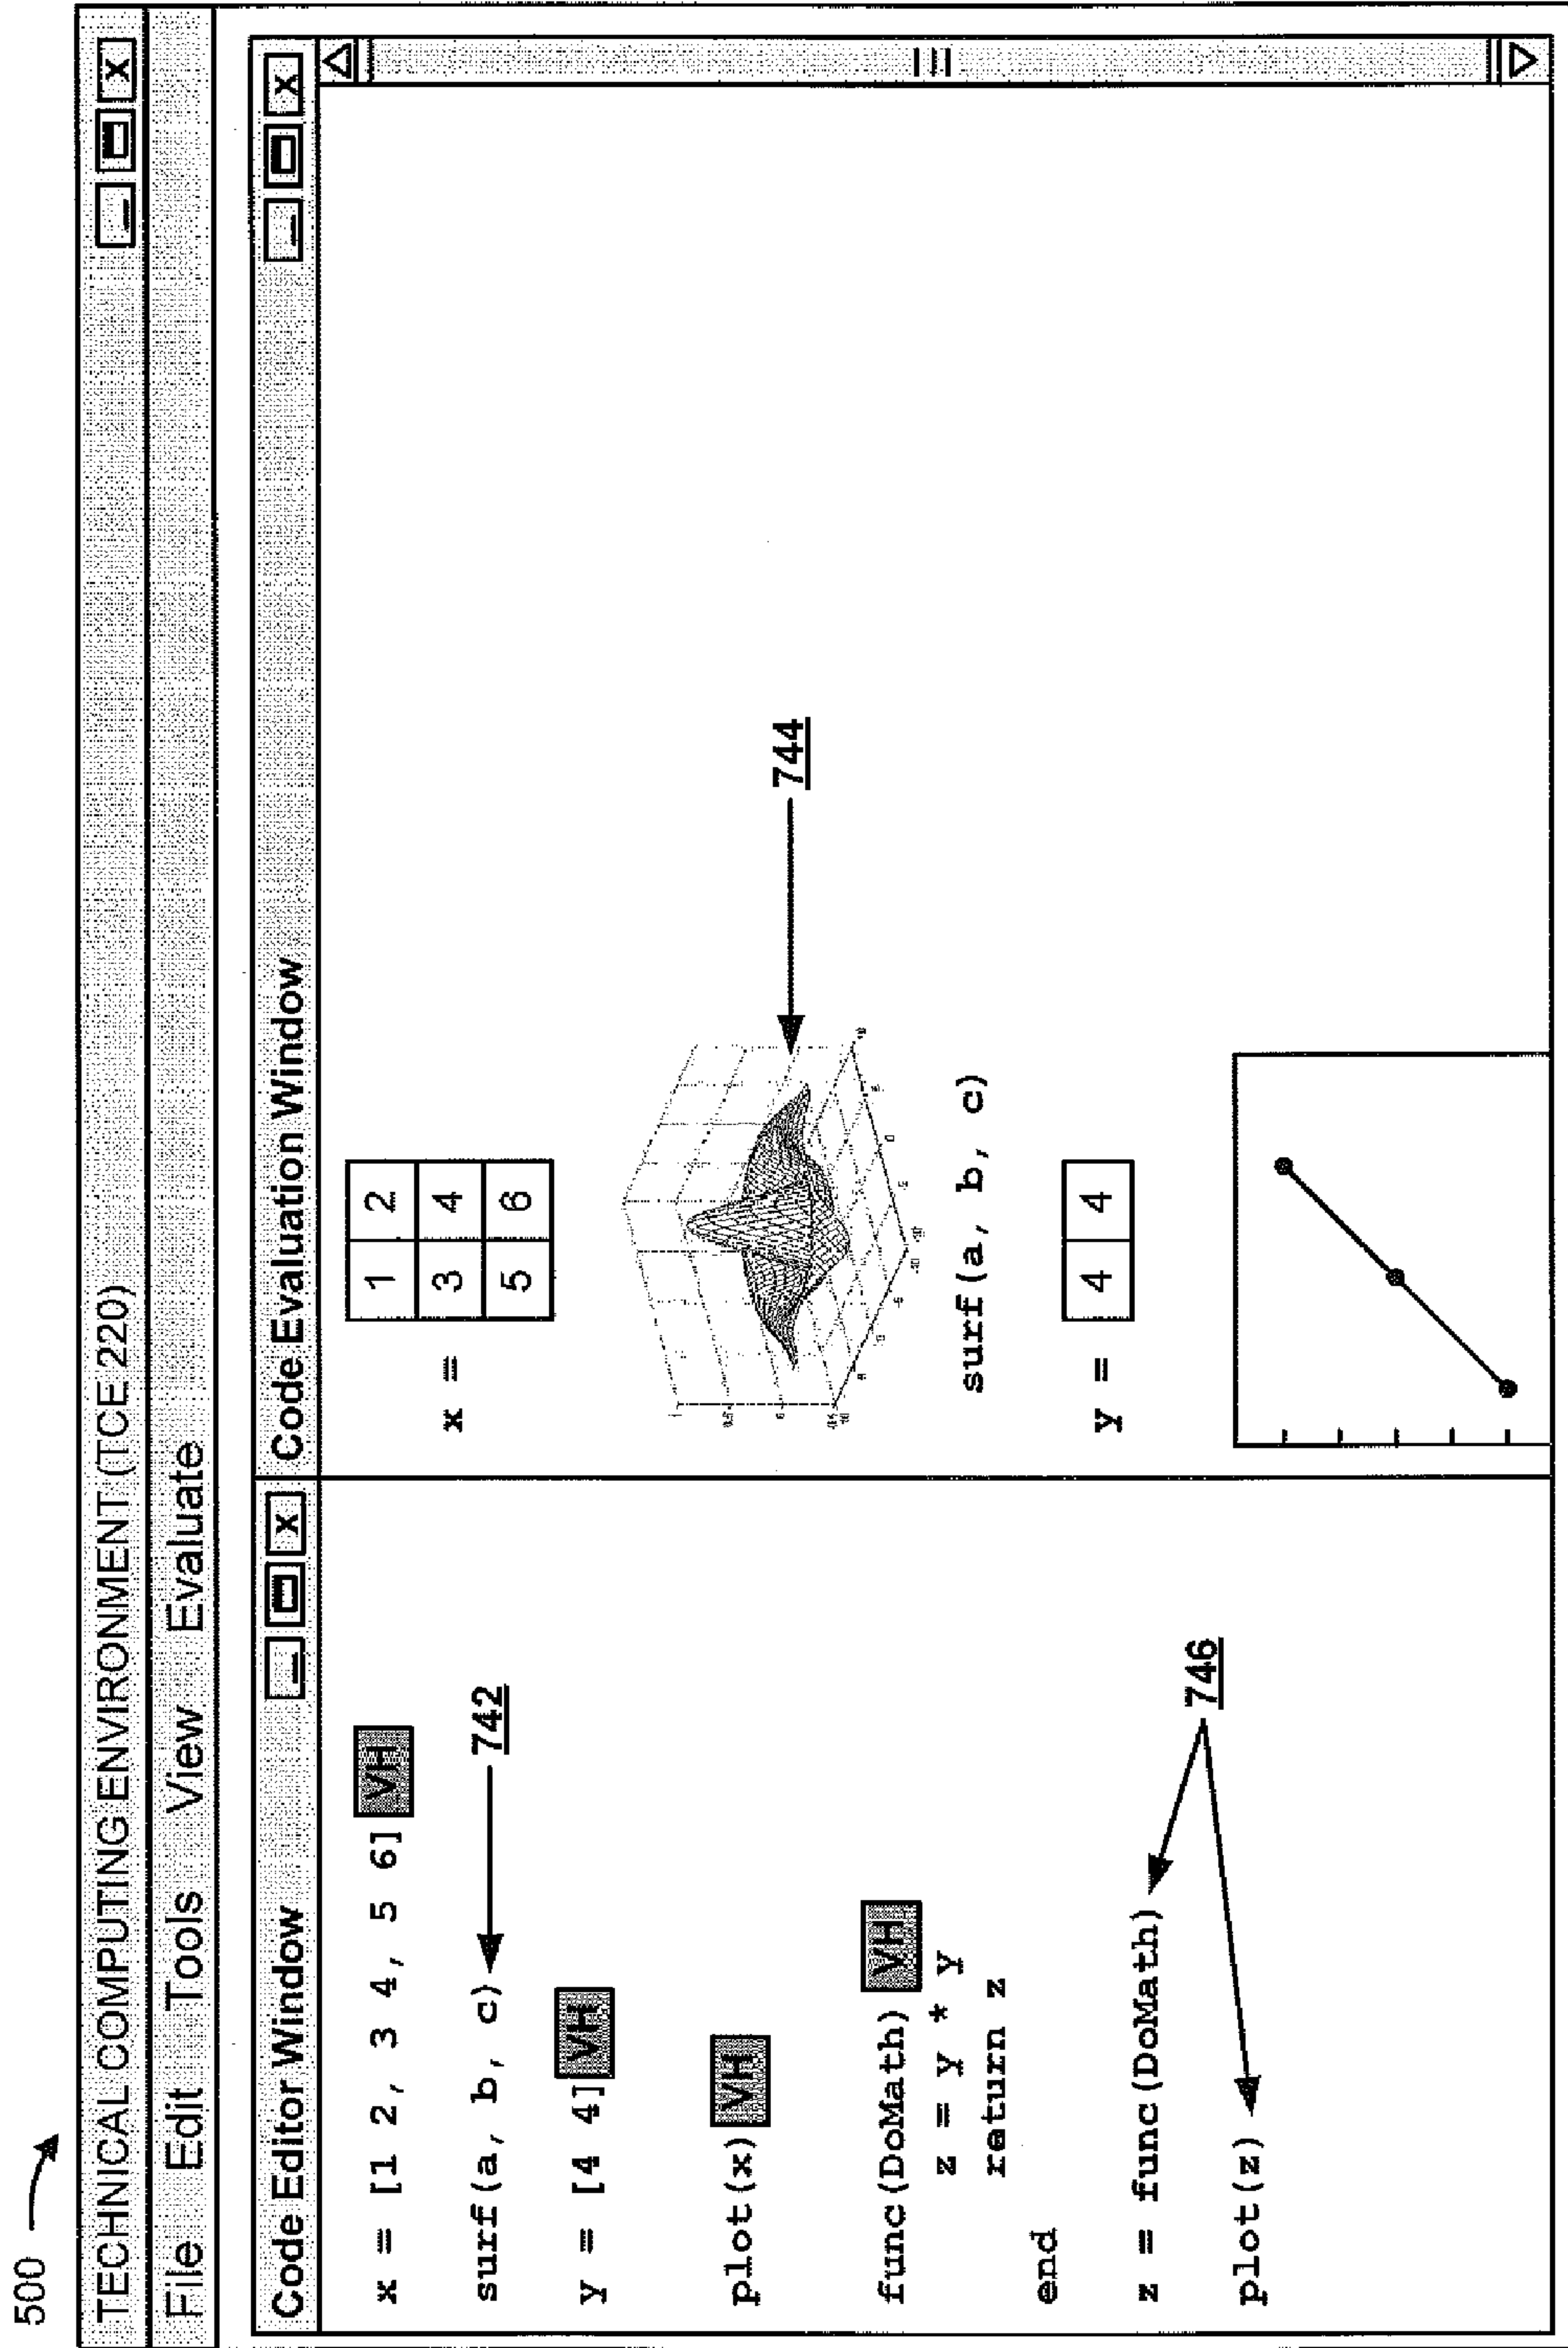 500
TECHNICAL COMPUTING ENVIRONMENT (TCE 220)
File Edit Tools View Evaluate
Code Editor Window
x = [1 2, 3 4, 5 6] VH
surf(a, b, c) 742
y = [4 4] VH
plot(x) VH
func(DoMath) VH
z = y * y
return z
end
z = func(DoMath)
746
plot(z)
Code Evaluation Window
x =
1 2
3 4
5 6
744
surf(a, b, c)
y =
4 4